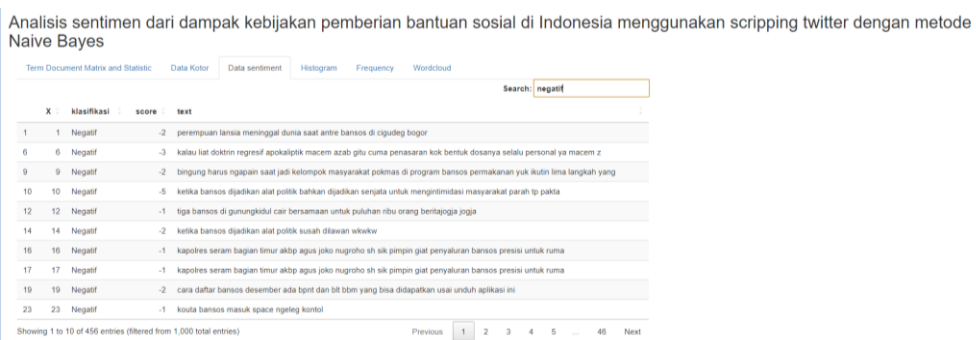 Analisis sentimen dari dampak kebijakan pemberian bantuan sosial di Indonesia menggunakan scripping twitter dengan metode
Naive Bayes
Term Document Matrix and Statistic Data Kotor Data sentiment Histogram Frequency Wordcloud
Search: negatif
X klasifikasi score text
1 1 Negatif -2 perempuan lansia meninggal dunia saat antre bansos di cigudeg bogor
6 6 Negatif -3 kalau liat doktrin regresif apokaliptik macem azab gitu cuma penasaran kok bentuk dosanya selalu personal ya macem z
9 9 Negatif -2 bingung harus ngapain saat jadi kelompok masyarakat pokmas di program bansos permakanan yuk ikutin lima langkah yang
10 10 Negatif -5 ketika bansos dijadikan alat politik bahkan dijadikan senjata untuk mengintimidasi masyarakat parah tp pakta
12 12 Negatif -1 tiga bansos di gunungkidul cair bersamaan untuk puluhan ribu orang beritajogja jogja
14 14 Negatif -2 ketika bansos dijadikan alat politik susah dilawan wkwkw
16 16 Negatif -1 kapolres seram bagian timur akbp agus joko nugroho sh sik pimpin giat penyaluran bansos presisi untuk ruma
17 17 Negatif -1 kapolres seram bagian timur akbp agus joko nugroho sh sik pimpin giat penyaluran bansos presisi untuk ruma
19 19 Negatif -2 cara daftar bansos desember ada bpnt dan blt bbm yang bisa didapatkan usai unduh aplikasi ini
23 23 Negatif -1 kouta bansos masuk space ngeleg kontol
Showing 1 to 10 of 456 entries (filtered from 1,000 total entries) Previous 1 2 3 4 5 ... 46 Next